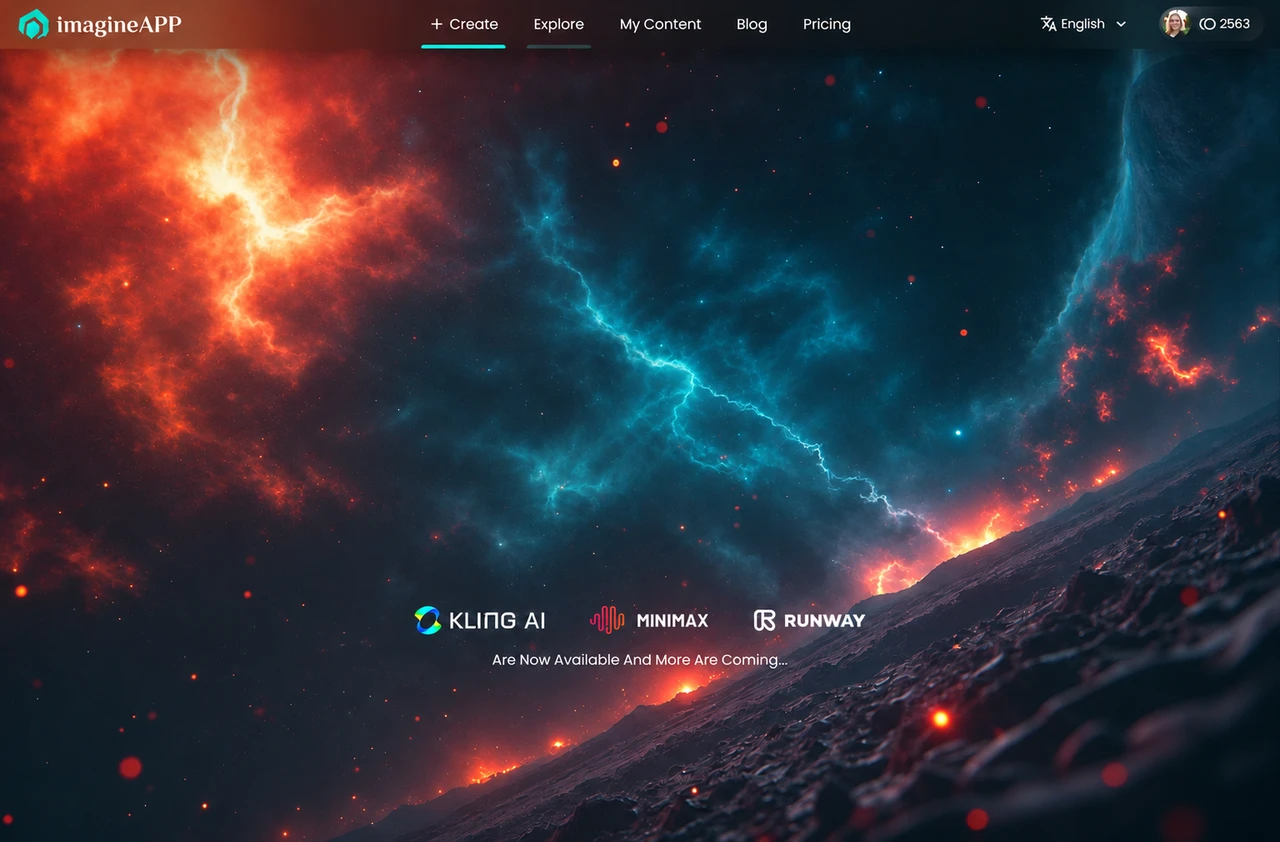 imagineAPP
+ Create
Explore
My Content
Blog
Pricing
English
2563
KLING AI
MINIMAX
RUNWAY
Are Now Available And More Are Coming...